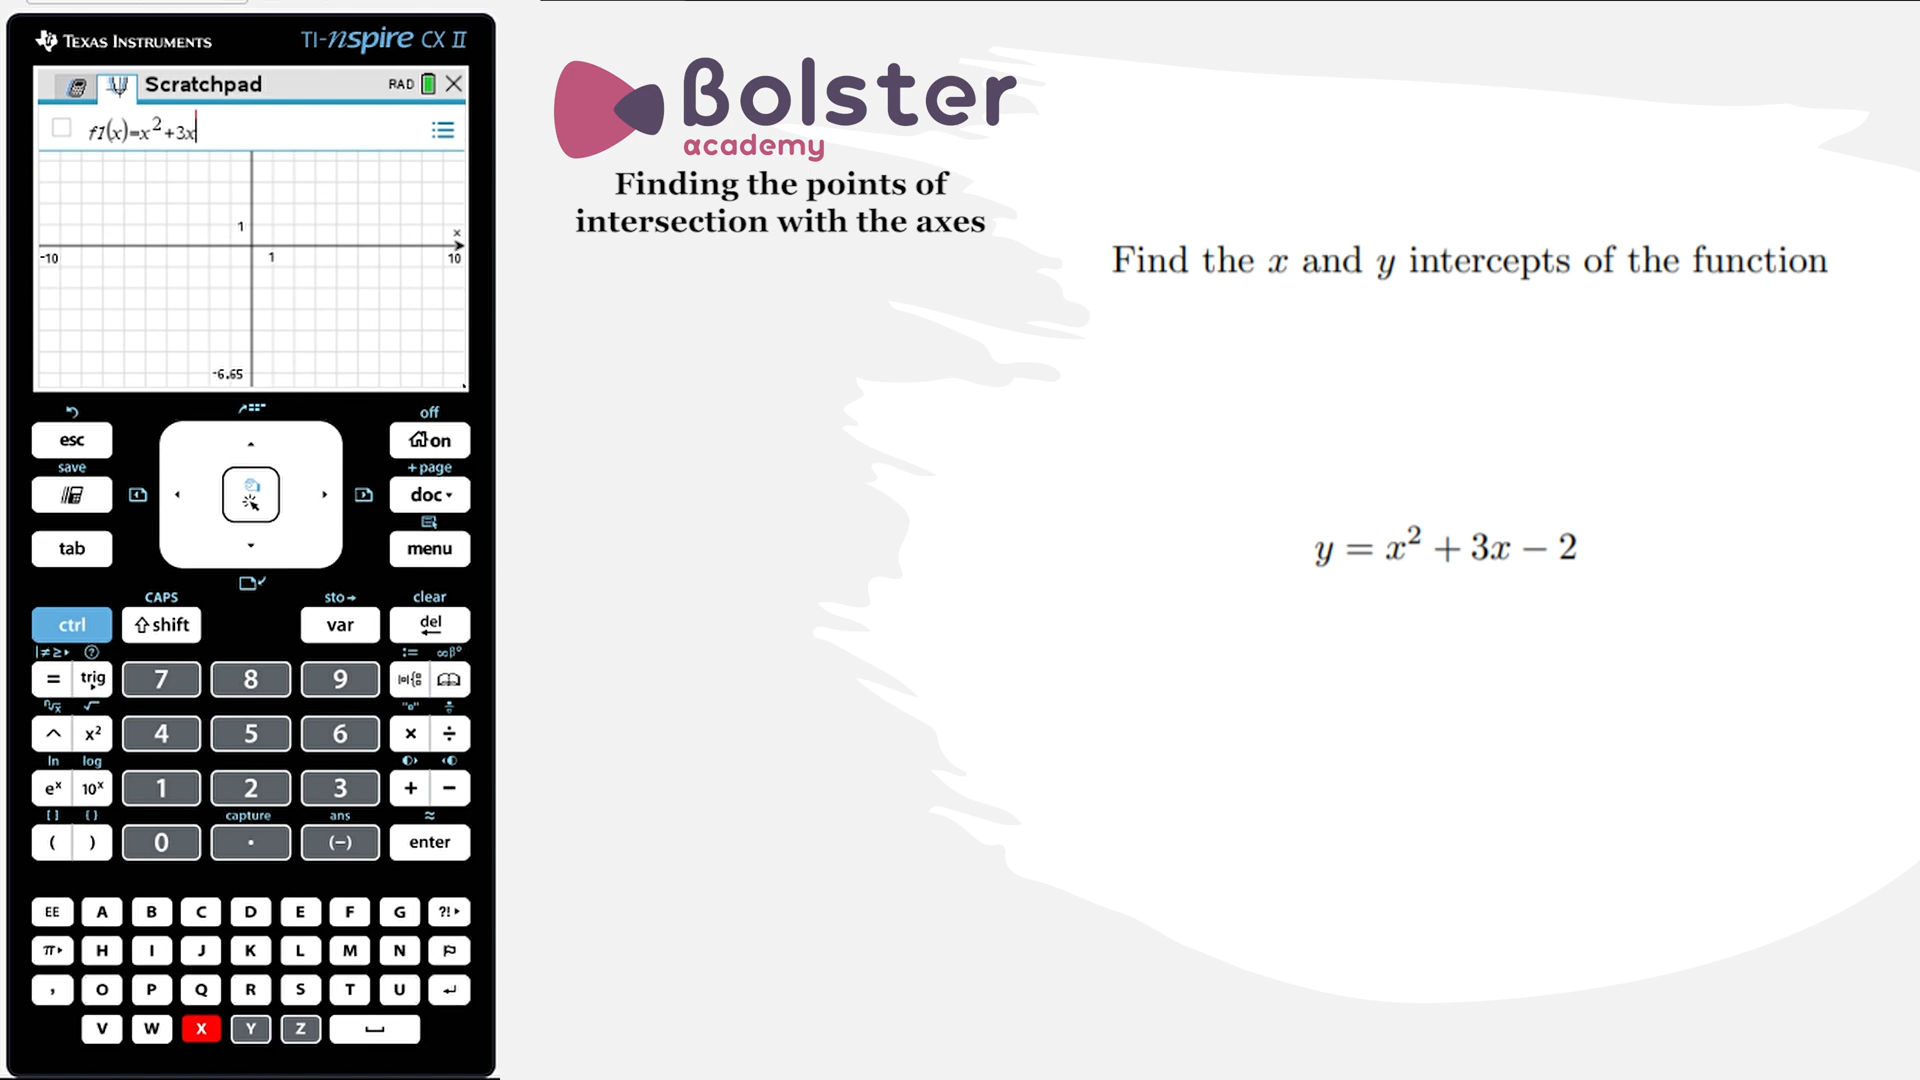 TEXAS INSTRUMENTS TI-nspire CX II
Scratchpad RAD
f1(x)=x²+3x
1
x
-10 1 10
-6.65
off
esc on
save + page
doc
tab menu
CAPS sto→ clear
ctrl shift var del
|≠≥▸ ? := ∞β°
= trig 7 8 9
ⁿ√x √ "∘" ÷
^ x² 4 5 6 × ÷
ln log
eˣ 10ˣ 1 2 3 + −
[ ] { } capture ans ≈
( ) 0 . (−) enter
EE A B C D E F G ?!▸
π▸ H I J K L M N
, O P Q R S T U
V W X Y Z
Bolster
academy
Finding the points of
intersection with the axes
Find the x and y intercepts of the function
y = x² + 3x − 2